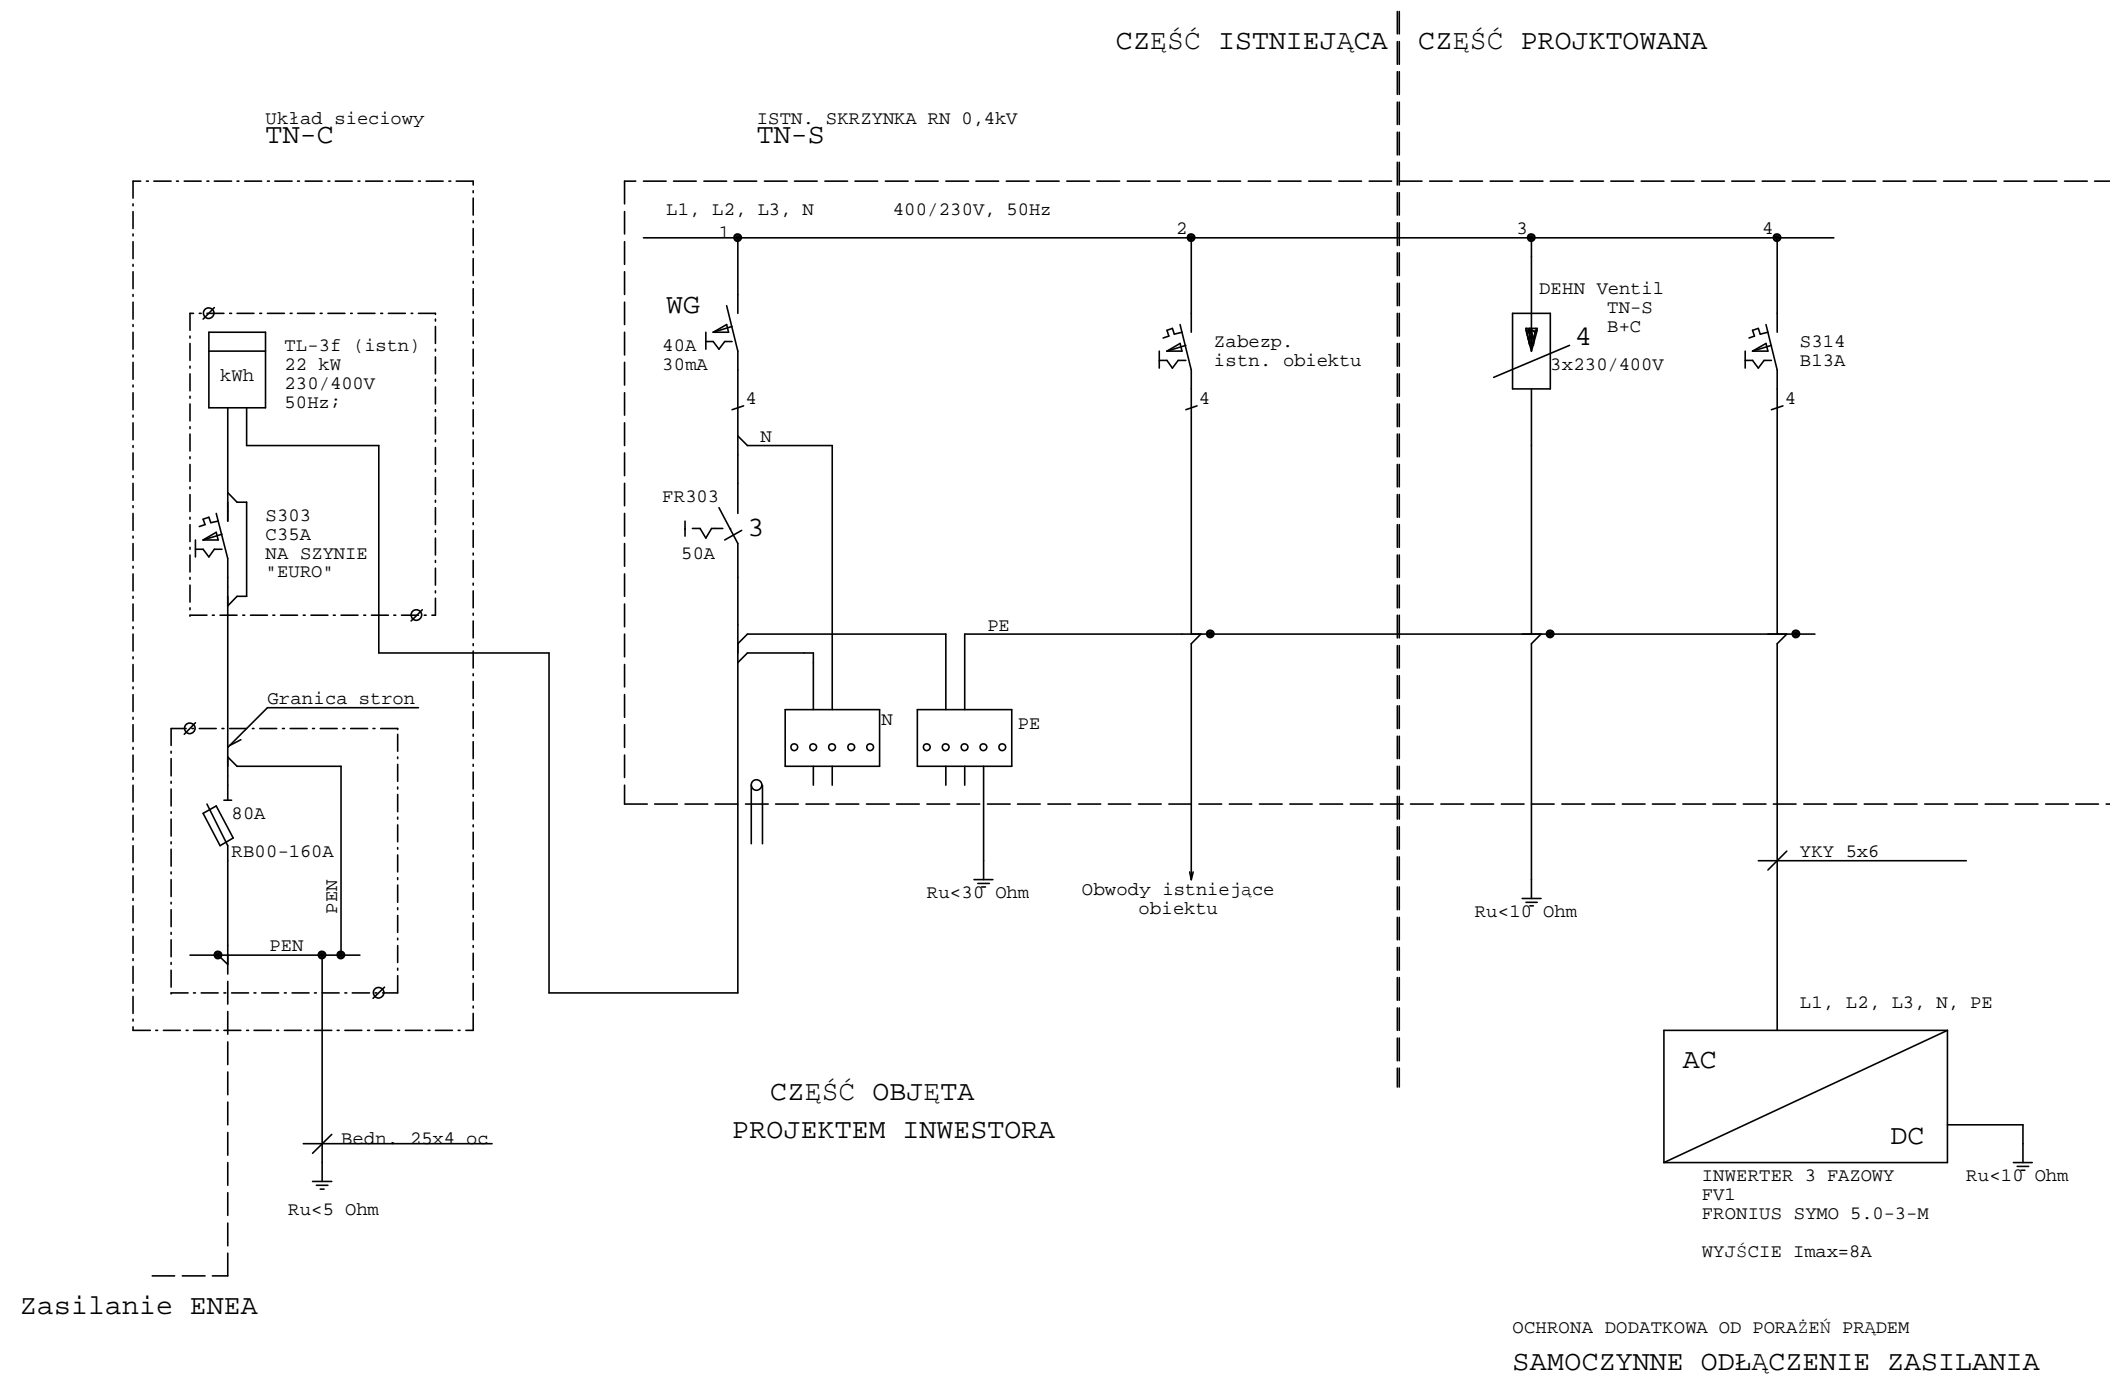 CZĘŚĆ ISTNIEJĄCA
CZĘŚĆ PROJKTOWANA
Układ sieciowy
TN-C
ISTN. SKRZYNKA RN 0,4kV
TN-S
L1, L2, L3, N
400/230V, 50Hz
1
2
3
4
kWh
TL-3f (istn)
22 kW
230/400V
50Hz;
S303
C35A
NA SZYNIE
"EURO"
Granica stron
80A
RB00-160A
PEN
PEN
Bedn. 25x4 oc
Ru<5 Ohm
Zasilanie ENEA
WG
40A
30mA
4
N
FR303
3
50A
N
PE
PE
Ru<30 Ohm
Zabezp.
istn. obiektu
4
Obwody istniejące
obiektu
DEHN Ventil
TN-S
B+C
4
3x230/400V
Ru<10 Ohm
S314
B13A
4
YKY 5x6
L1, L2, L3, N, PE
AC
DC
Ru<10 Ohm
INWERTER 3 FAZOWY
FV1
FRONIUS SYMO 5.0-3-M
WYJŚCIE Imax=8A
CZĘŚĆ OBJĘTA
PROJEKTEM INWESTORA
OCHRONA DODATKOWA OD PORAŻEŃ PRĄDEM
SAMOCZYNNE ODŁĄCZENIE ZASILANIA